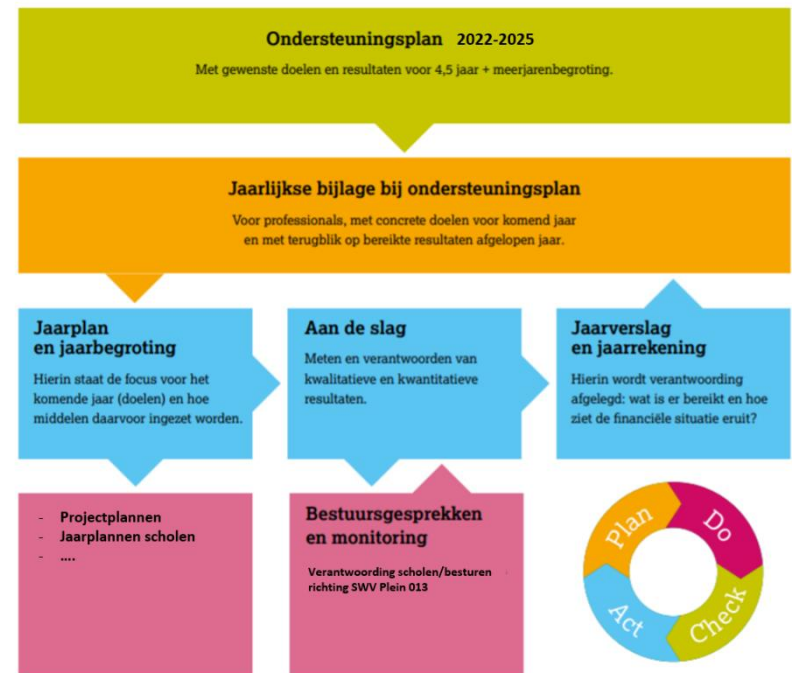 Ondersteuningsplan 2022-2025
Met gewenste doelen en resultaten voor 4,5 jaar + meerjarenbegroting.
Jaarlijkse bijlage bij ondersteuningsplan
Voor professionals, met concrete doelen voor komend jaar
en met terugblik op bereikte resultaten afgelopen jaar.
Jaarplan
en jaarbegroting
Hierin staat de focus voor het
komende jaar (doelen) en hoe
middelen daarvoor ingezet worden.
Aan de slag
Meten en verantwoorden van
kwalitatieve en kwantitatieve
resultaten.
Jaarverslag
en jaarrekening
Hierin wordt verantwoording
afgelegd: wat is er bereikt en hoe
ziet de financiële situatie eruit?
- Projectplannen
- Jaarplannen scholen
- ....
Bestuursgesprekken
en monitoring
Verantwoording scholen/besturen
richting SWV Plein 013
Plan
Do
Check
Act